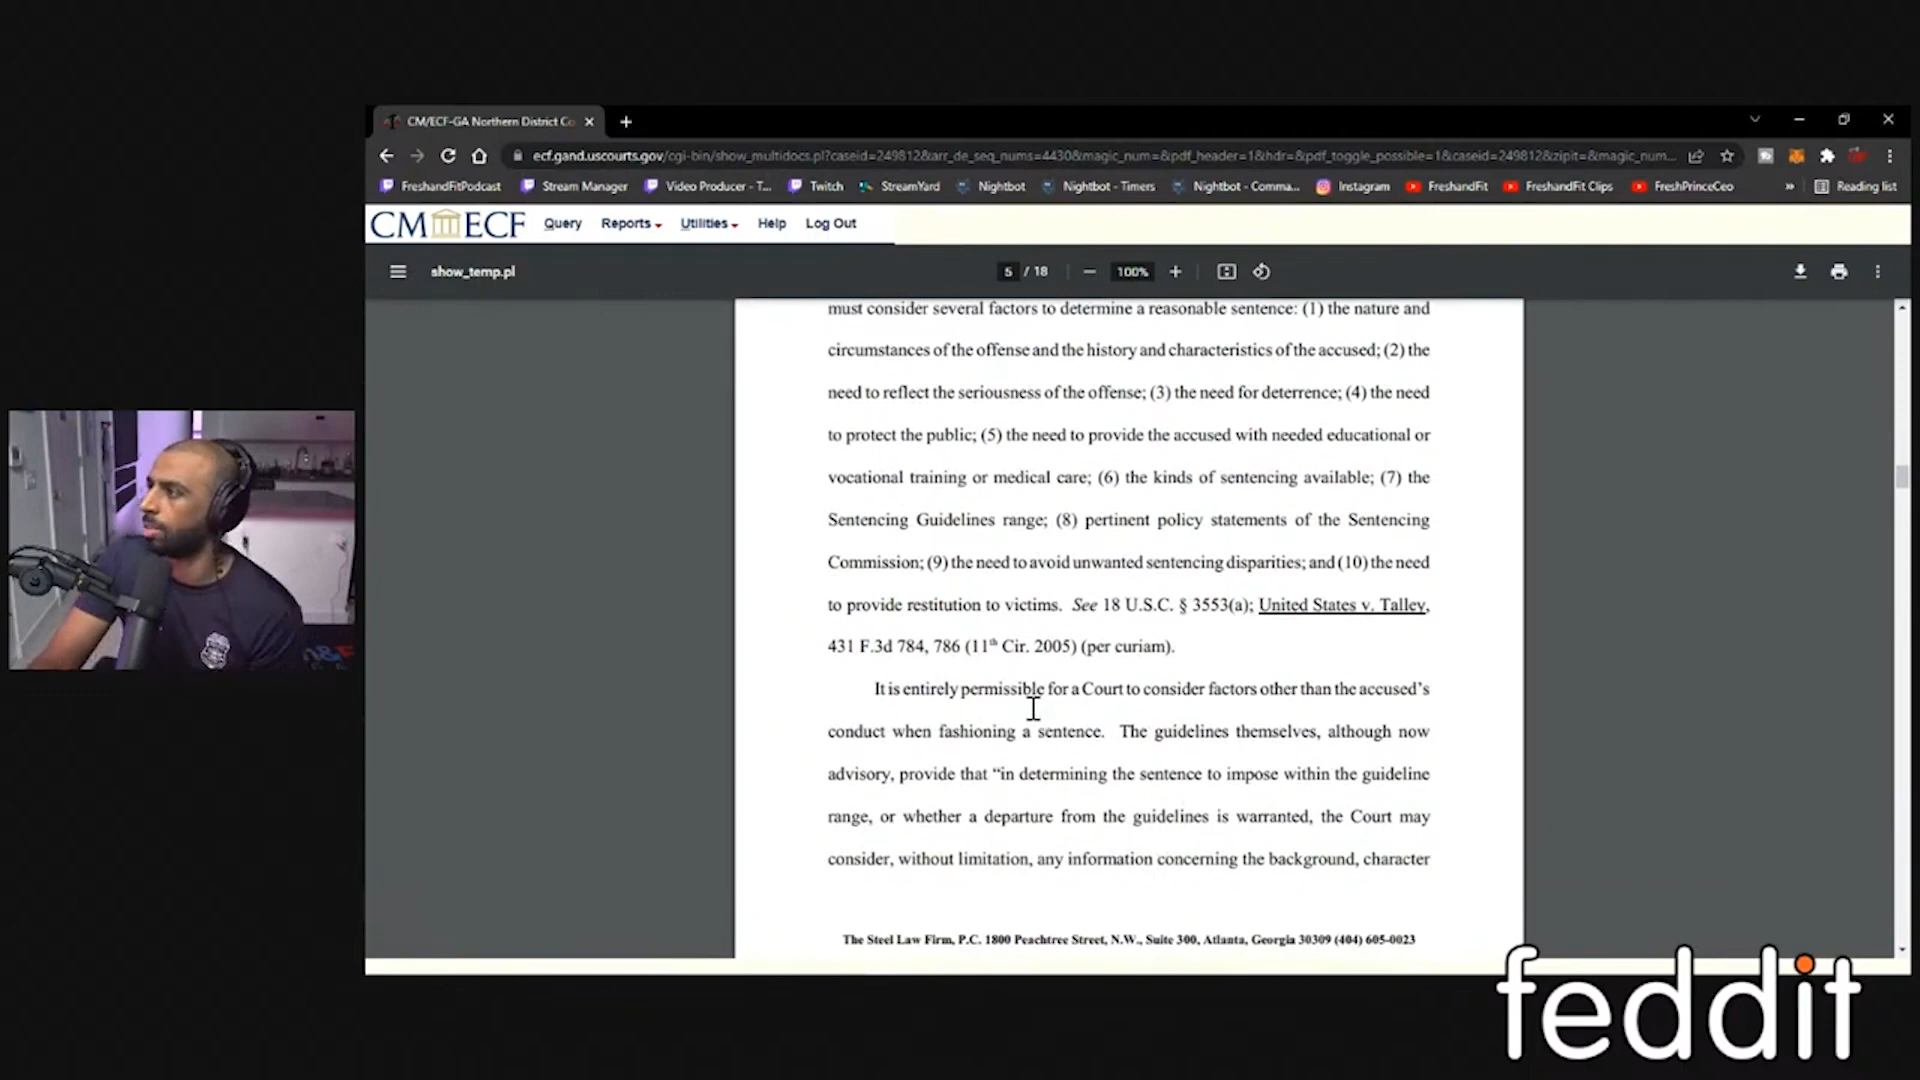 CM/ECF-GA Northern District Co
ecf.gand.uscourts.gov/cgi-bin/show_multidocs.pl?caseid=249812&arr_de_seq_nums=4430&magic_num=&pdf_header=1&hdr=&pdf_toggle_possible=1&caseid=249812&zipit=&magic_num...
FreshandFitPodcast Stream Manager Video Producer - T... Twitch StreamYard Nightbot Nightbot - Timers Nightbot - Comma... Instagram FreshandFit FreshandFit Clips FreshPrinceCeo » Reading list
CM ECF Query Reports Utilities Help Log Out
show_temp.pl 5 / 18 100%
must consider several factors to determine a reasonable sentence: (1) the nature and
circumstances of the offense and the history and characteristics of the accused; (2) the
need to reflect the seriousness of the offense; (3) the need for deterrence; (4) the need
to protect the public; (5) the need to provide the accused with needed educational or
vocational training or medical care; (6) the kinds of sentencing available; (7) the
Sentencing Guidelines range; (8) pertinent policy statements of the Sentencing
Commission; (9) the need to avoid unwanted sentencing disparities; and (10) the need
to provide restitution to victims. See 18 U.S.C. § 3553(a); United States v. Talley,
431 F.3d 784, 786 (11th Cir. 2005) (per curiam).
It is entirely permissible for a Court to consider factors other than the accused's
conduct when fashioning a sentence. The guidelines themselves, although now
advisory, provide that “in determining the sentence to impose within the guideline
range, or whether a departure from the guidelines is warranted, the Court may
consider, without limitation, any information concerning the background, character
The Steel Law Firm, P.C. 1800 Peachtree Street, N.W., Suite 300, Atlanta, Georgia 30309 (404) 605-0023
feddit